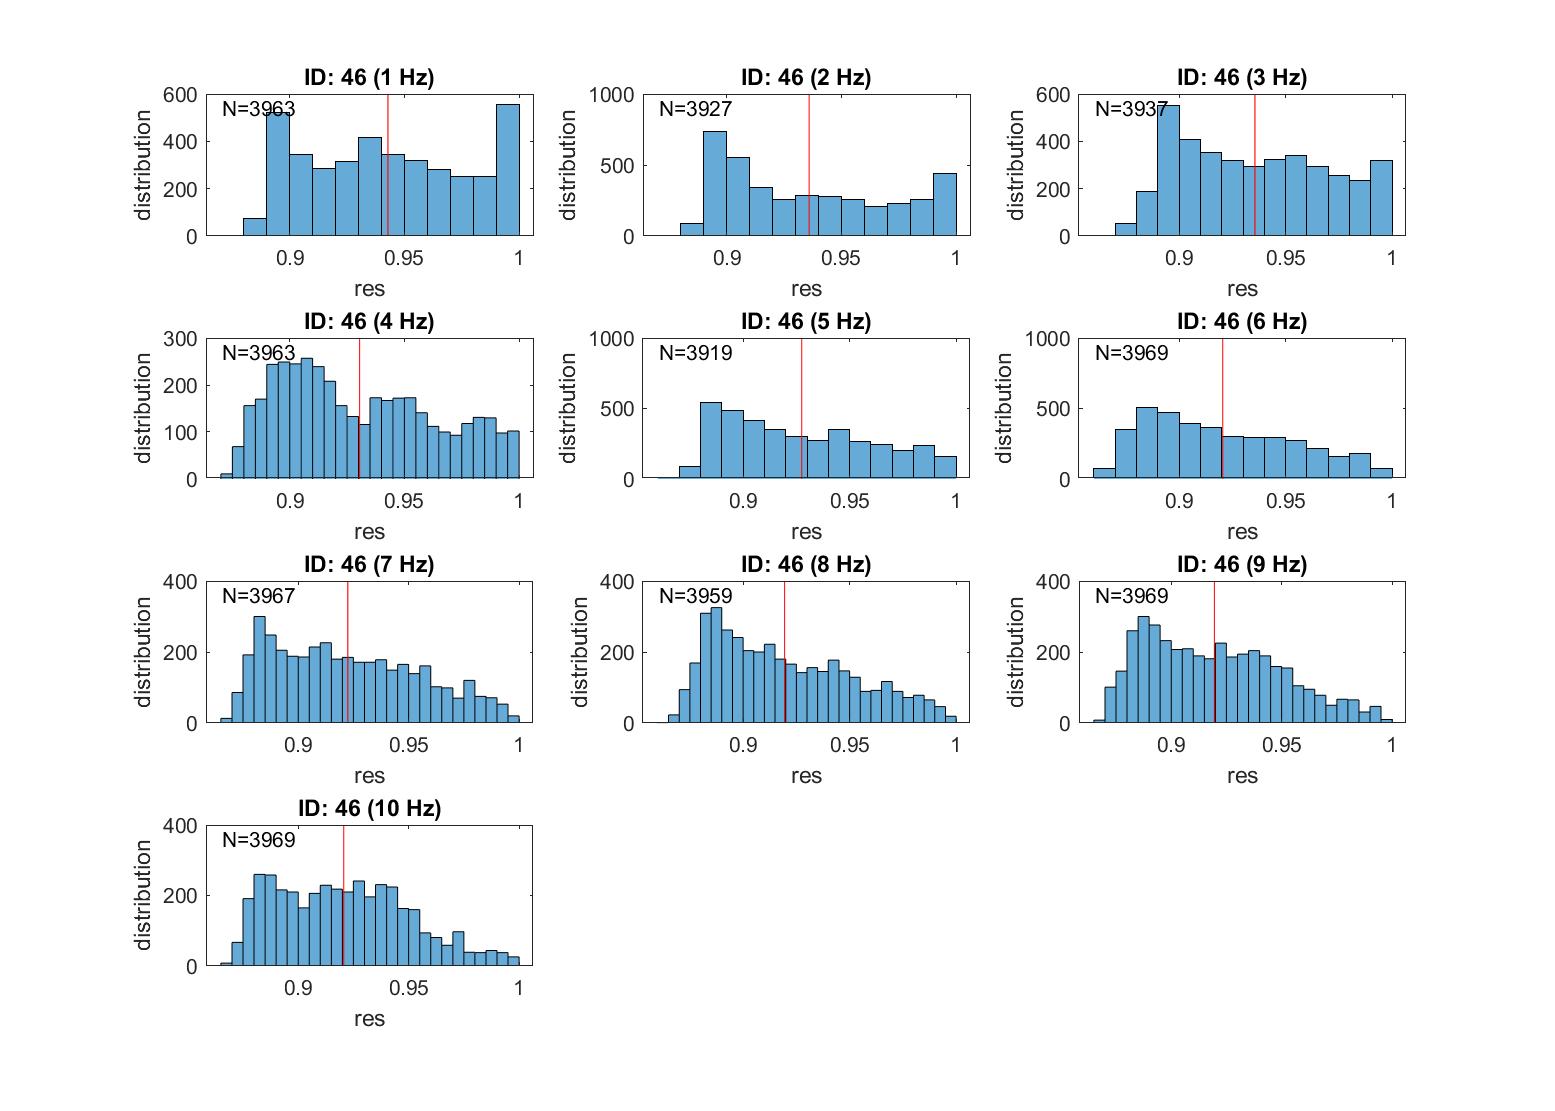 ID: 46 (1 Hz)
N=3963
distribution
600
400
200
0
0.9
0.95
1
res
ID: 46 (2 Hz)
N=3927
distribution
1000
500
0
0.9
0.95
1
res
ID: 46 (3 Hz)
N=3937
distribution
600
400
200
0
0.9
0.95
1
res
ID: 46 (4 Hz)
N=3963
distribution
300
200
100
0
0.9
0.95
1
res
ID: 46 (5 Hz)
N=3919
distribution
1000
500
0
0.9
0.95
1
res
ID: 46 (6 Hz)
N=3969
distribution
1000
500
0
0.9
0.95
1
res
ID: 46 (7 Hz)
N=3967
distribution
400
200
0
0.9
0.95
1
res
ID: 46 (8 Hz)
N=3959
distribution
400
200
0
0.9
0.95
1
res
ID: 46 (9 Hz)
N=3969
distribution
400
200
0
0.9
0.95
1
res
ID: 46 (10 Hz)
N=3969
distribution
400
200
0
0.9
0.95
1
res